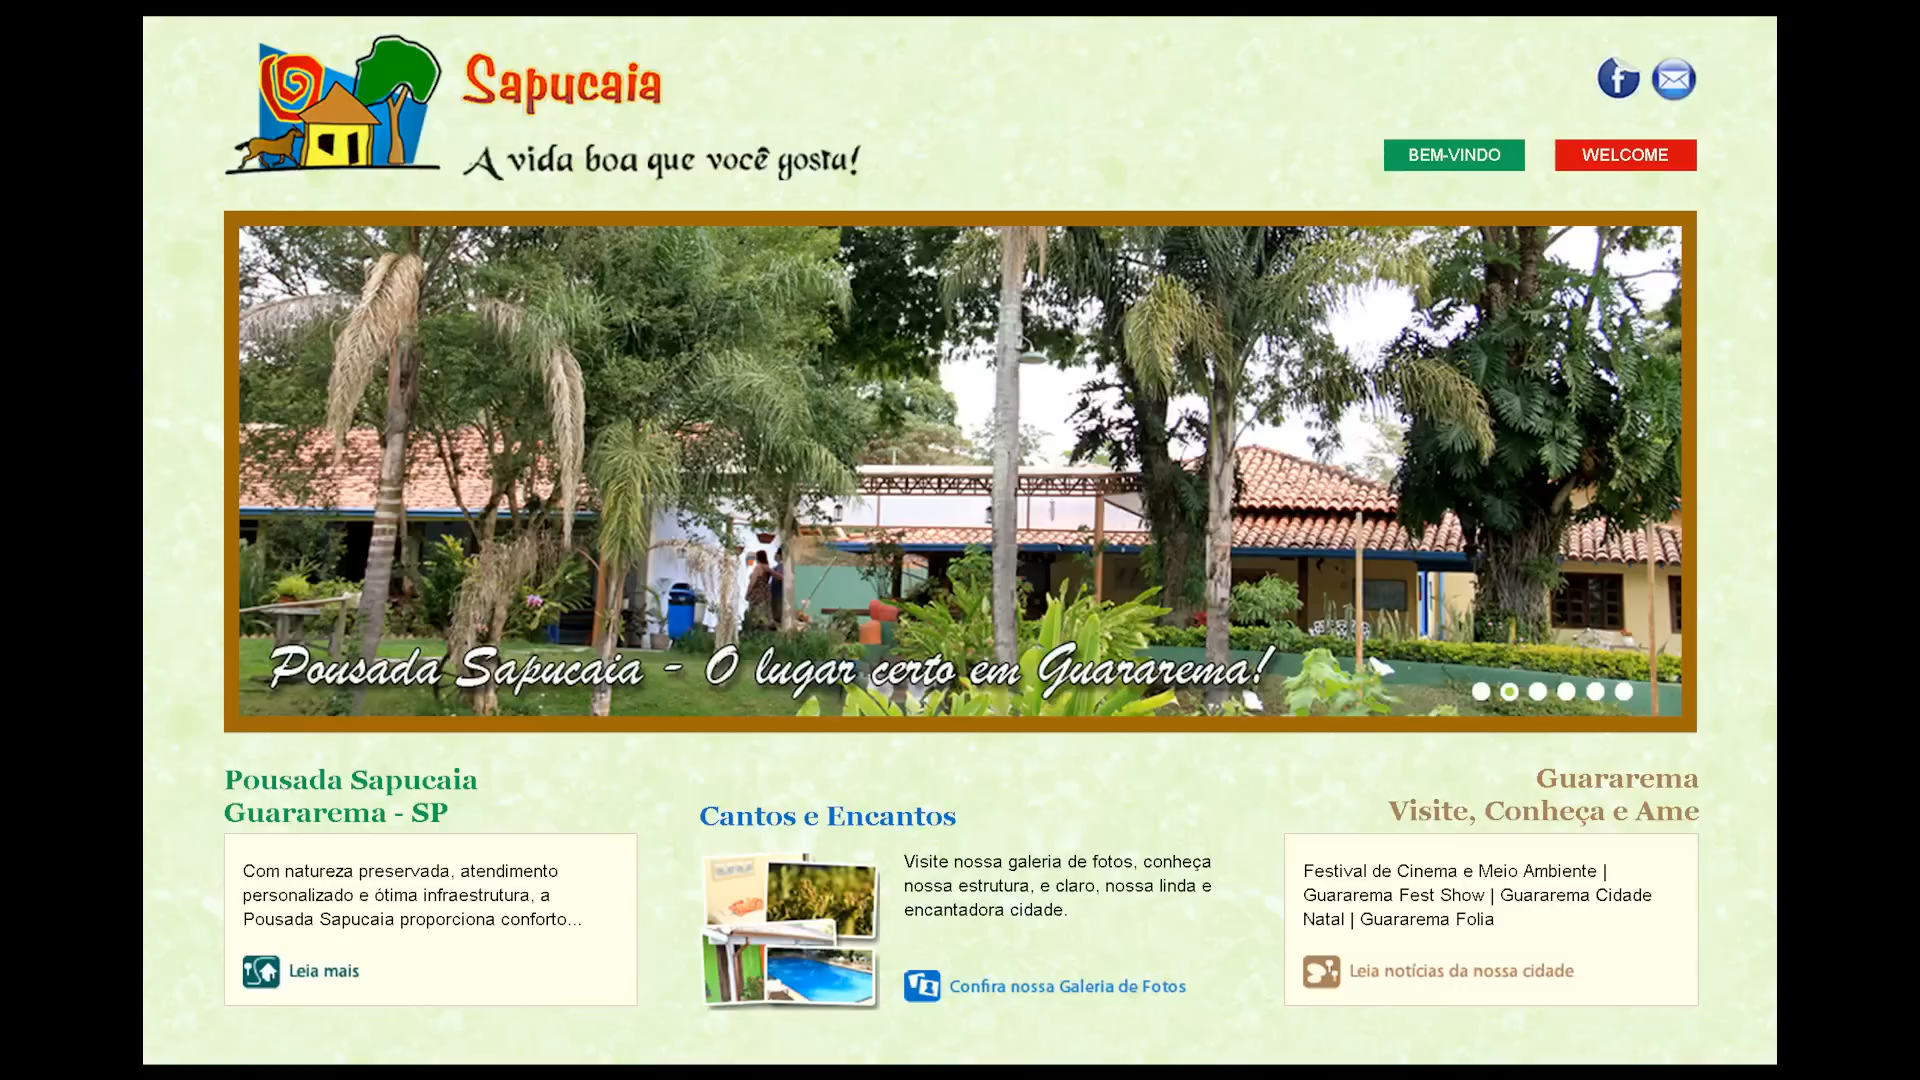 Sapucaia
A vida boa que você gosta!
BEM-VINDO
WELCOME
Pousada Sapucaia - O lugar certo em Guararema!
Pousada Sapucaia
Guararema - SP
Com natureza preservada, atendimento
personalizado e ótima infraestrutura, a
Pousada Sapucaia proporciona conforto...
Leia mais
Cantos e Encantos
Visite nossa galeria de fotos, conheça
nossa estrutura, e claro, nossa linda e
encantadora cidade.
Confira nossa Galeria de Fotos
Guararema
Visite, Conheça e Ame
Festival de Cinema e Meio Ambiente |
Guararema Fest Show | Guararema Cidade
Natal | Guararema Folia
Leia notícias da nossa cidade